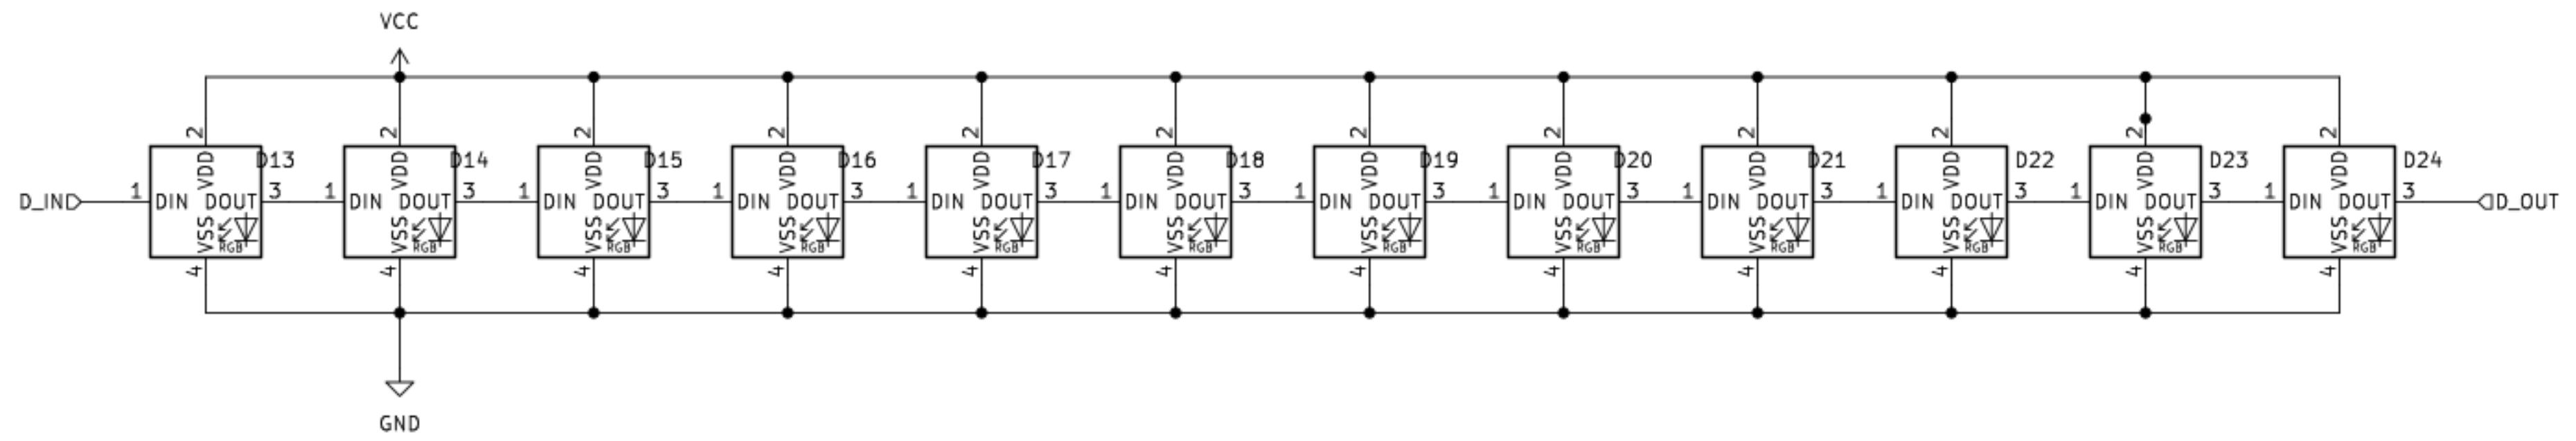 VCC
2 2 2 2 2 2 2 2 2 2 2 2
D13 D14 D15 D16 D17 D18 D19 D20 D21 D22 D23 D24
VDD VDD VDD VDD VDD VDD VDD VDD VDD VDD VDD VDD
D_IN 1 DIN DOUT 3 1 DIN DOUT 3 1 DIN DOUT 3 1 DIN DOUT 3 1 DIN DOUT 3 1 DIN DOUT 3 1 DIN DOUT 3 1 DIN DOUT 3 1 DIN DOUT 3 1 DIN DOUT 3 1 DIN DOUT 3 1 DIN DOUT 3 D_OUT
VSS RGB VSS RGB VSS RGB VSS RGB VSS RGB VSS RGB VSS RGB VSS RGB VSS RGB VSS RGB VSS RGB VSS RGB
4 4 4 4 4 4 4 4 4 4 4 4
GND